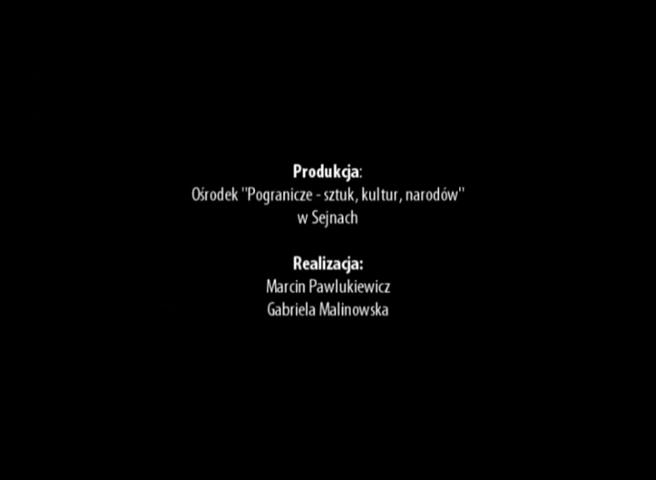 Produkcja:
Ośrodek "Pogranicze - sztuk, kultur, narodów"
w Sejnach
Realizacja:
Marcin Pawlukiewicz
Gabriela Malinowska